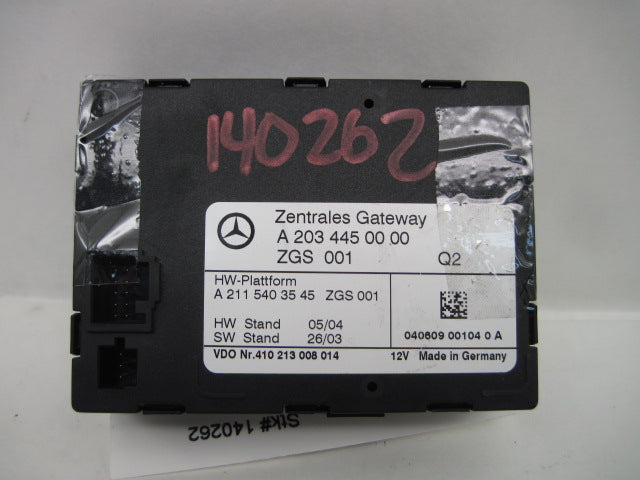 140262
Zentrales Gateway
A 203 445 00 00
ZGS 001 Q2
HW-Plattform
A 211 540 35 45 ZGS 001
HW Stand 05/04
SW Stand 26/03
040609 00104 0 A
VDO Nr. 410 213 008 014 12V Made in Germany
Stk# 140262